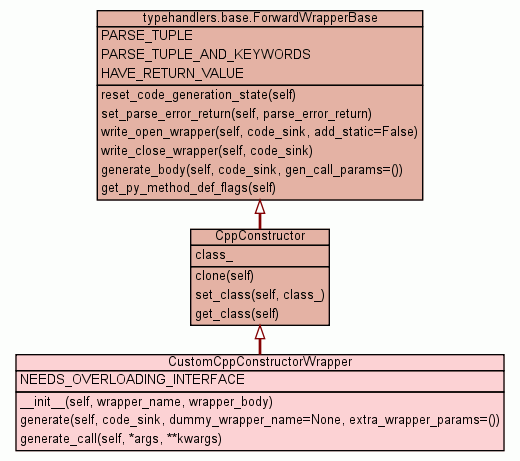 typehandlers.base.ForwardWrapperBase
PARSE_TUPLE
PARSE_TUPLE_AND_KEYWORDS
HAVE_RETURN_VALUE
reset_code_generation_state(self)
set_parse_error_return(self, parse_error_return)
write_open_wrapper(self, code_sink, add_static=False)
write_close_wrapper(self, code_sink)
generate_body(self, code_sink, gen_call_params=())
get_py_method_def_flags(self)
CppConstructor
class_
clone(self)
set_class(self, class_)
get_class(self)
CustomCppConstructorWrapper
NEEDS_OVERLOADING_INTERFACE
__init__(self, wrapper_name, wrapper_body)
generate(self, code_sink, dummy_wrapper_name=None, extra_wrapper_params=())
generate_call(self, *args, **kwargs)